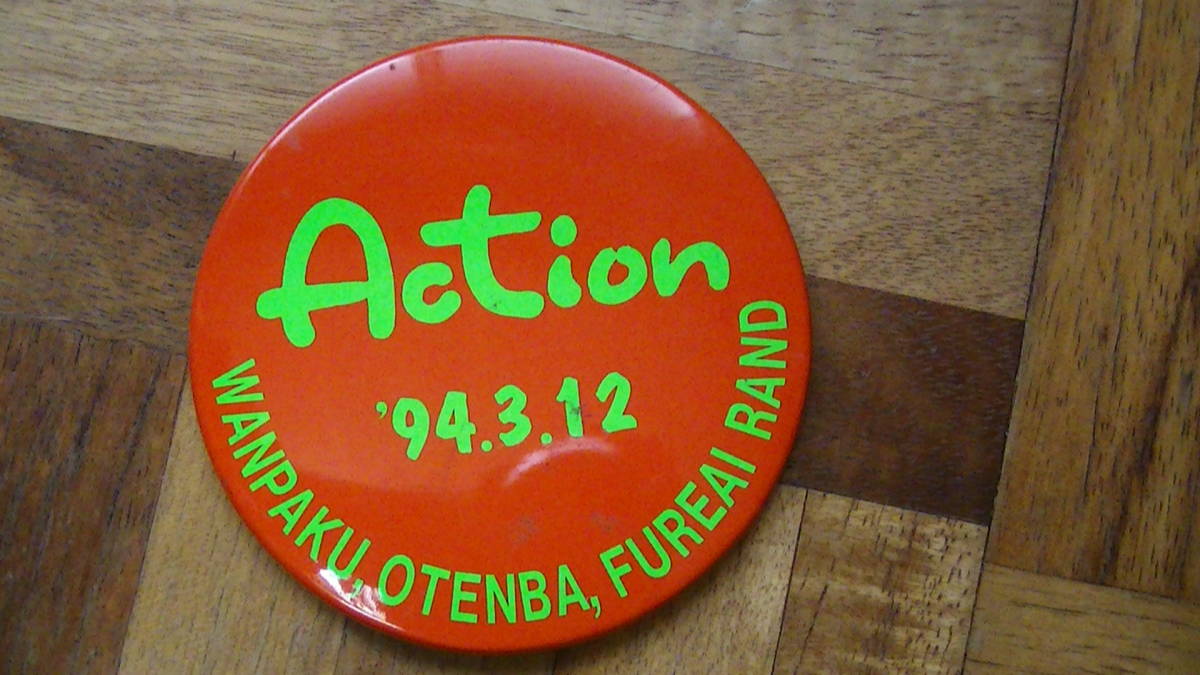 Action
'94.3.12
WANPAKU, OTENBA, FUREAI RAND